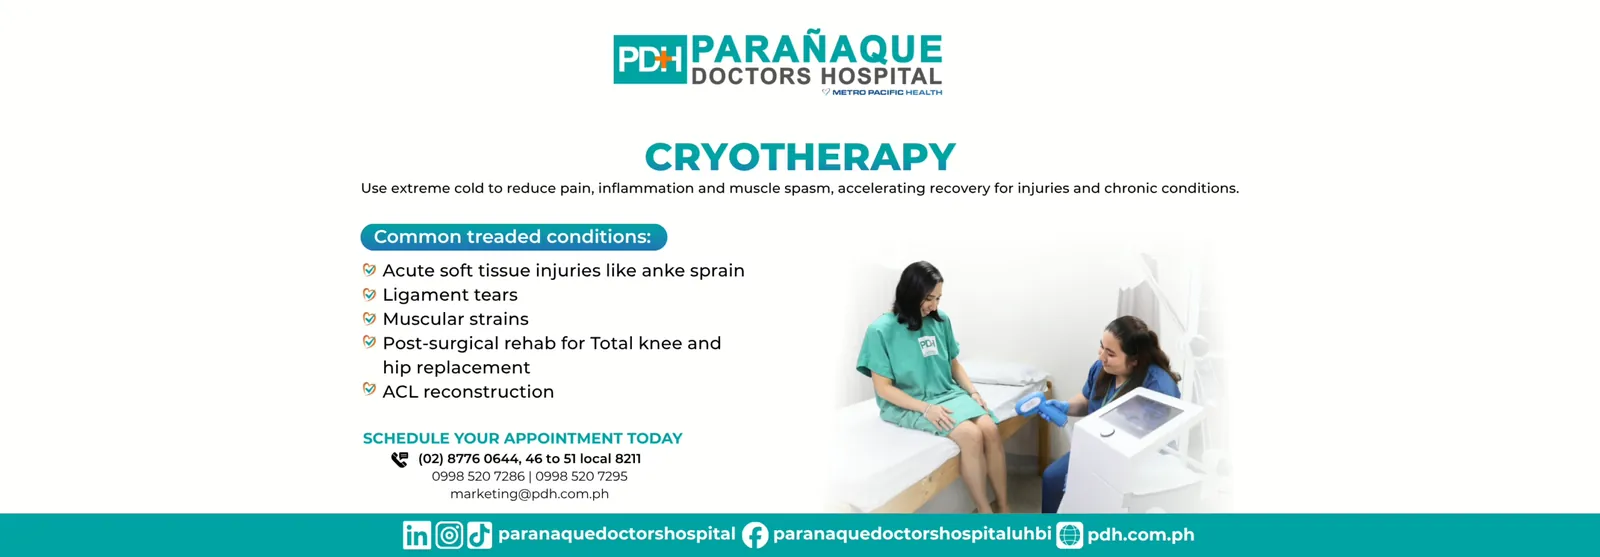 PDH PARAÑAQUE
DOCTORS HOSPITAL
METRO PACIFIC HEALTH
CRYOTHERAPY
Use extreme cold to reduce pain, inflammation and muscle spasm, accelerating recovery for injuries and chronic conditions.
Common treaded conditions:
Acute soft tissue injuries like anke sprain
Ligament tears
Muscular strains
Post-surgical rehab for Total knee and
hip replacement
ACL reconstruction
PDH
SCHEDULE YOUR APPOINTMENT TODAY
(02) 8776 0644, 46 to 51 local 8211
0998 520 7286 | 0998 520 7295
marketing@pdh.com.ph
in paranaquedoctorshospital paranaquedoctorshospitaluhbi pdh.com.ph